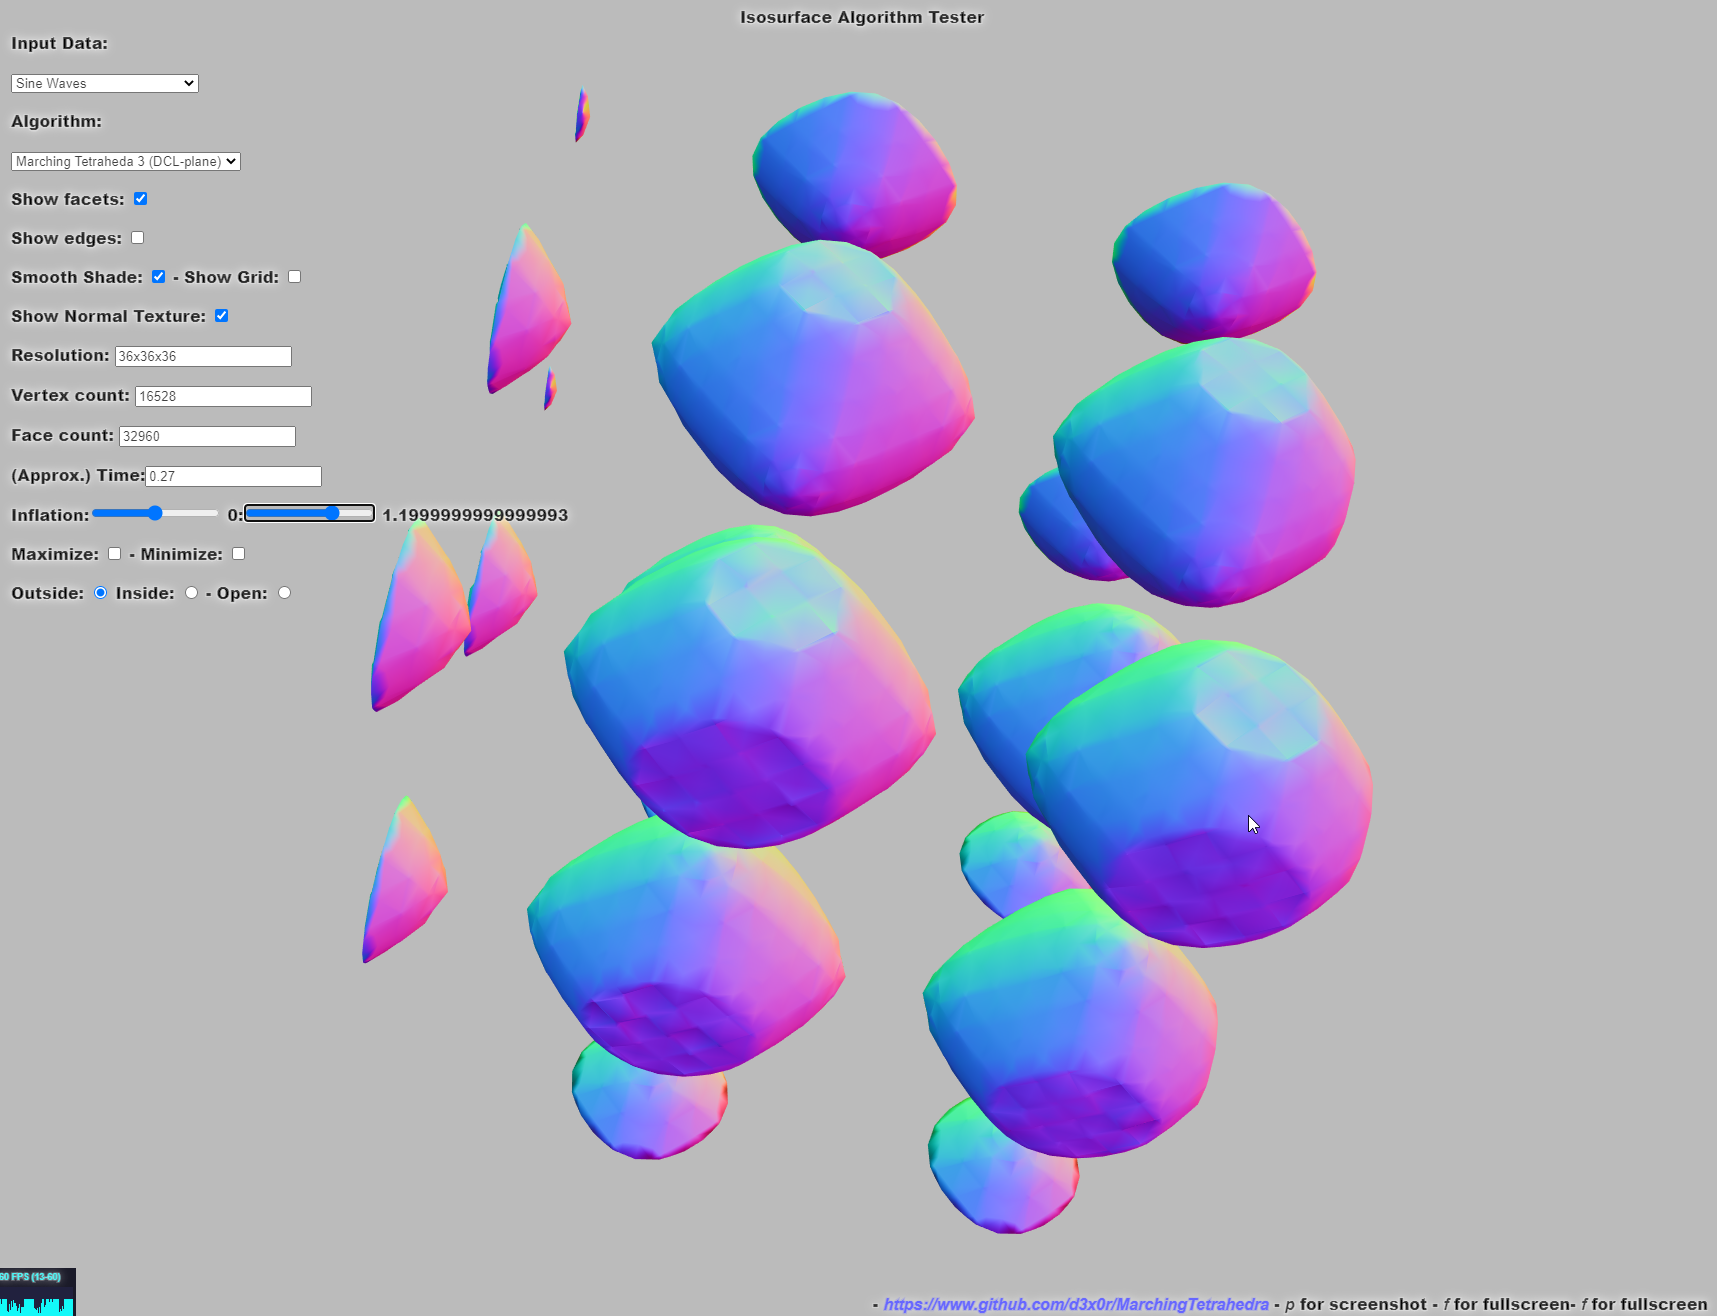 Isosurface Algorithm Tester
Input Data:
Sine Waves
Algorithm:
Marching Tetraheda 3 (DCL-plane)
Show facets:
Show edges:
Smooth Shade: - Show Grid:
Show Normal Texture:
Resolution: 36x36x36
Vertex count: 16528
Face count: 32960
(Approx.) Time: 0.27
Inflation: 0: 1.1999999999999993
Maximize: - Minimize:
Outside: Inside: - Open:
60 FPS (13-60)
- https://www.github.com/d3x0r/MarchingTetrahedra - p for screenshot - f for fullscreen- f for fullscreen